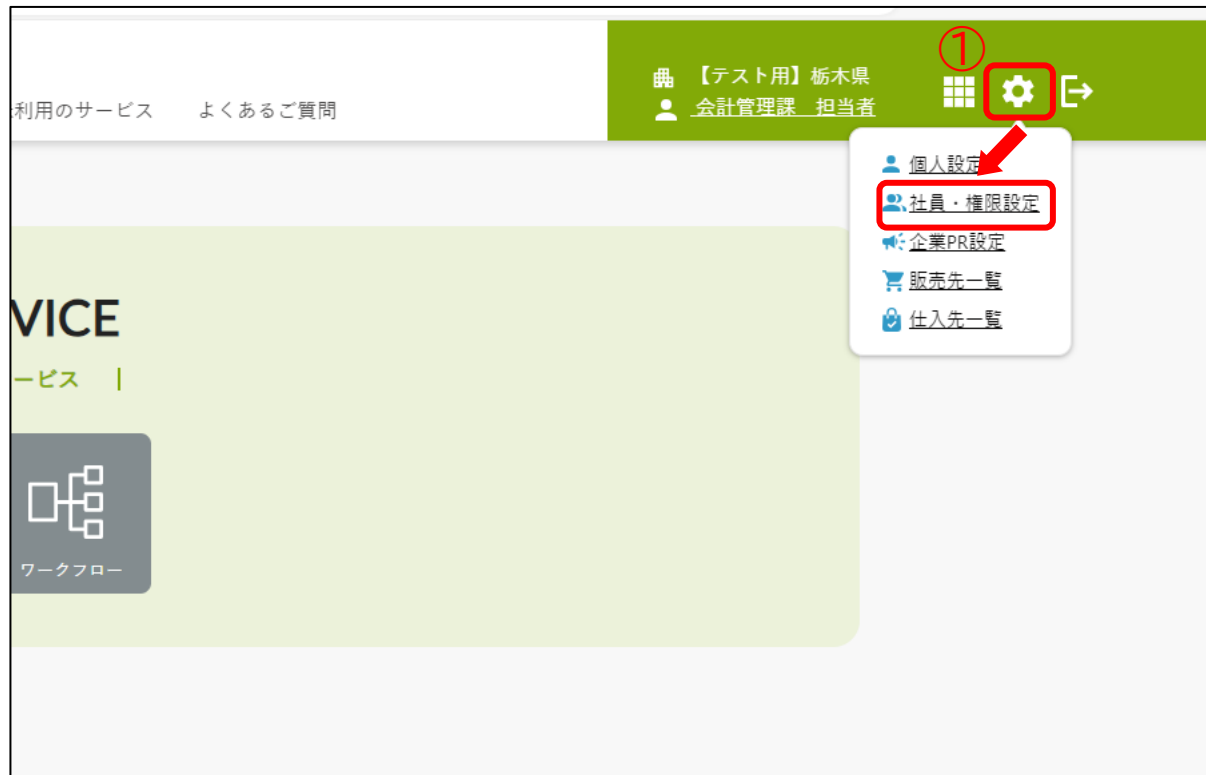 ①
【テスト用】栃木県
会計管理課 担当者
利用のサービス よくあるご質問
個人設定
社員・権限設定
企業PR設定
販売先一覧
仕入先一覧
VICE
ービス |
ワークフロー